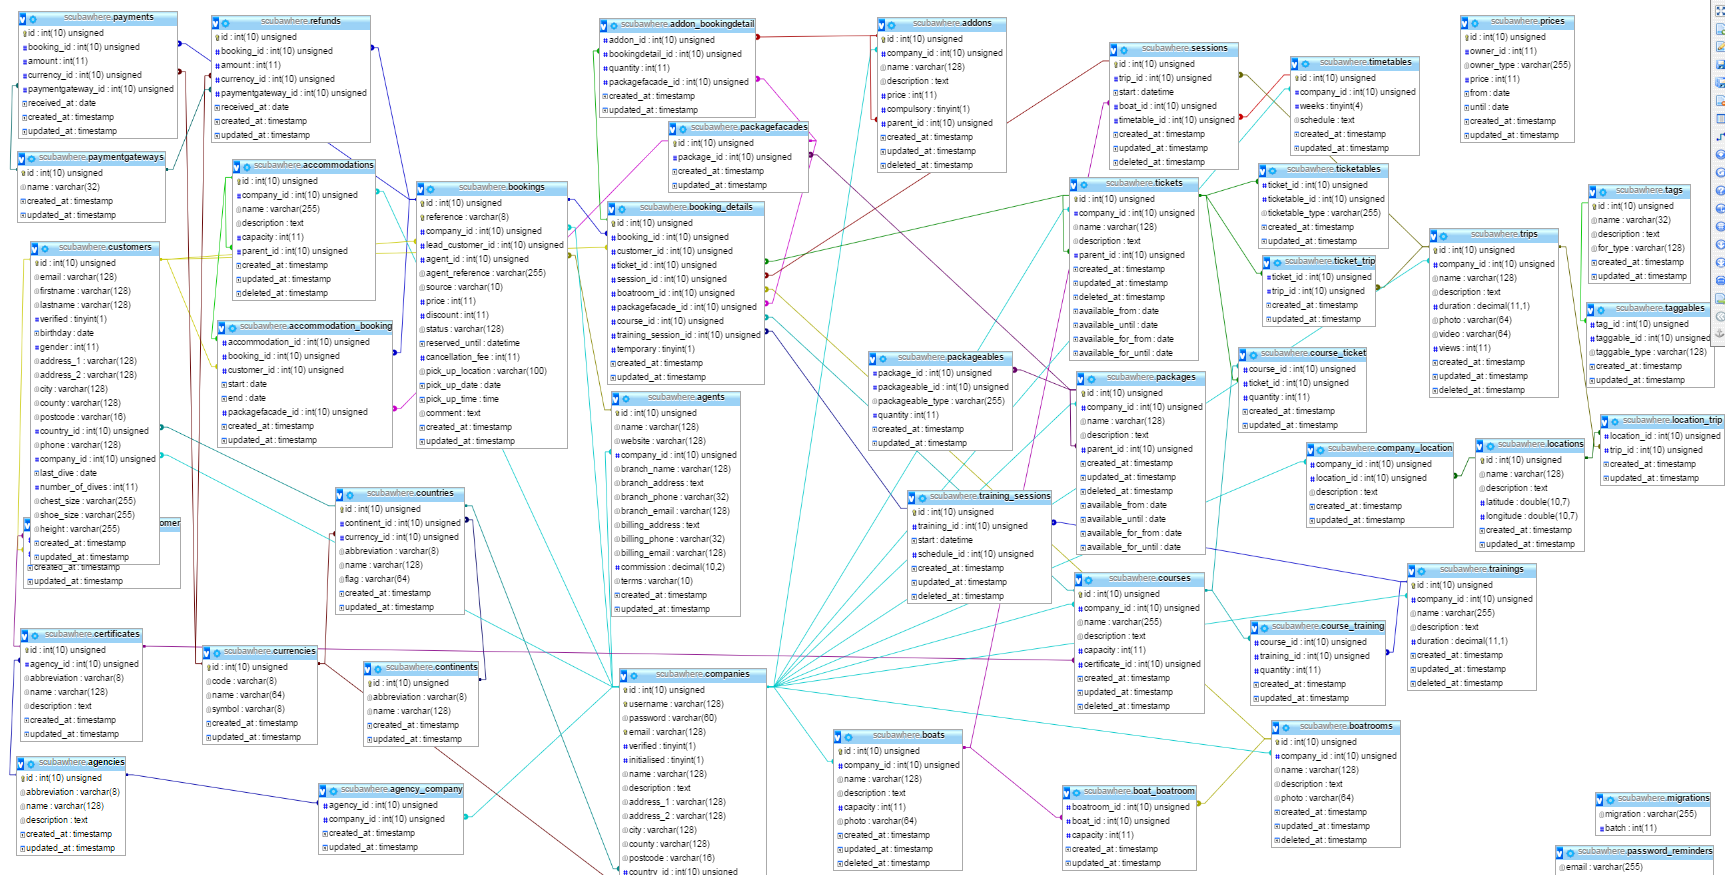 scubawhere.payments
id : int(10) unsigned
booking_id : int(10) unsigned
amount : int(11)
currency_id : int(10) unsigned
paymentgateway_id : int(10) unsigned
received_at : date
created_at : timestamp
updated_at : timestamp
scubawhere.refunds
id : int(10) unsigned
booking_id : int(10) unsigned
amount : int(11)
currency_id : int(10) unsigned
paymentgateway_id : int(10) unsigned
received_at : date
created_at : timestamp
updated_at : timestamp
scubawhere.paymentgateways
id : int(10) unsigned
name : varchar(32)
created_at : timestamp
updated_at : timestamp
scubawhere.accommodations
id : int(10) unsigned
company_id : int(10) unsigned
name : varchar(255)
description : text
capacity : int(11)
parent_id : int(10) unsigned
created_at : timestamp
updated_at : timestamp
deleted_at : timestamp
scubawhere.accommodation_booking
accommodation_id : int(10) unsigned
booking_id : int(10) unsigned
customer_id : int(10) unsigned
start : date
end : date
packagefacade_id : int(10) unsigned
created_at : timestamp
updated_at : timestamp
scubawhere.customers
id : int(10) unsigned
email : varchar(128)
firstname : varchar(128)
lastname : varchar(128)
verified : tinyint(1)
birthday : date
gender : int(11)
address_1 : varchar(128)
address_2 : varchar(128)
city : varchar(128)
county : varchar(128)
postcode : varchar(16)
country_id : int(10) unsigned
phone : varchar(128)
company_id : int(10) unsigned
last_dive : date
number_of_dives : int(11)
chest_size : varchar(255)
shoe_size : varchar(255)
height : varchar(255)
created_at : timestamp
updated_at : timestamp
omer
created_at : timestamp
updated_at : timestamp
scubawhere.bookings
id : int(10) unsigned
reference : varchar(8)
company_id : int(10) unsigned
lead_customer_id : int(10) unsigned
agent_id : int(10) unsigned
agent_reference : varchar(255)
source : varchar(10)
price : int(11)
discount : int(11)
status : varchar(128)
reserved_until : datetime
cancellation_fee : int(11)
pick_up_location : varchar(100)
pick_up_date : date
pick_up_time : time
comment : text
created_at : timestamp
updated_at : timestamp
scubawhere.addon_bookingdetail
addon_id : int(10) unsigned
bookingdetail_id : int(10) unsigned
quantity : int(11)
packagefacade_id : int(10) unsigned
created_at : timestamp
updated_at : timestamp
scubawhere.packagefacades
id : int(10) unsigned
package_id : int(10) unsigned
created_at : timestamp
updated_at : timestamp
scubawhere.booking_details
id : int(10) unsigned
booking_id : int(10) unsigned
customer_id : int(10) unsigned
ticket_id : int(10) unsigned
session_id : int(10) unsigned
boatroom_id : int(10) unsigned
packagefacade_id : int(10) unsigned
course_id : int(10) unsigned
training_session_id : int(10) unsigned
temporary : tinyint(1)
created_at : timestamp
updated_at : timestamp
scubawhere.agents
id : int(10) unsigned
name : varchar(128)
website : varchar(128)
company_id : int(10) unsigned
branch_name : varchar(128)
branch_address : text
branch_phone : varchar(32)
branch_email : varchar(128)
billing_address : text
billing_phone : varchar(32)
billing_email : varchar(128)
commission : decimal(10,2)
terms : varchar(10)
created_at : timestamp
updated_at : timestamp
scubawhere.addons
id : int(10) unsigned
company_id : int(10) unsigned
name : varchar(128)
description : text
price : int(11)
compulsory : tinyint(1)
parent_id : int(10) unsigned
created_at : timestamp
updated_at : timestamp
deleted_at : timestamp
scubawhere.sessions
id : int(10) unsigned
trip_id : int(10) unsigned
start : datetime
boat_id : int(10) unsigned
timetable_id : int(10) unsigned
created_at : timestamp
updated_at : timestamp
deleted_at : timestamp
scubawhere.timetables
id : int(10) unsigned
company_id : int(10) unsigned
weeks : tinyint(4)
schedule : text
created_at : timestamp
updated_at : timestamp
scubawhere.prices
id : int(10) unsigned
owner_id : int(11)
owner_type : varchar(255)
price : int(11)
from : date
until : date
created_at : timestamp
updated_at : timestamp
scubawhere.tickets
id : int(10) unsigned
company_id : int(10) unsigned
name : varchar(128)
description : text
parent_id : int(10) unsigned
created_at : timestamp
updated_at : timestamp
deleted_at : timestamp
available_from : date
available_until : date
available_for_from : date
available_for_until : date
scubawhere.ticketables
ticket_id : int(10) unsigned
ticketable_id : int(10) unsigned
ticketable_type : varchar(255)
created_at : timestamp
updated_at : timestamp
scubawhere.ticket_trip
ticket_id : int(10) unsigned
trip_id : int(10) unsigned
created_at : timestamp
updated_at : timestamp
scubawhere.trips
id : int(10) unsigned
company_id : int(10) unsigned
name : varchar(128)
description : text
duration : decimal(11,1)
photo : varchar(64)
video : varchar(64)
views : int(11)
created_at : timestamp
updated_at : timestamp
deleted_at : timestamp
scubawhere.tags
id : int(10) unsigned
name : varchar(32)
description : text
for_type : varchar(128)
created_at : timestamp
updated_at : timestamp
scubawhere.taggables
tag_id : int(10) unsigned
taggable_id : int(10) unsigned
taggable_type : varchar(128)
created_at : timestamp
updated_at : timestamp
scubawhere.location_trip
location_id : int(10) unsigned
trip_id : int(10) unsigned
created_at : timestamp
updated_at : timestamp
scubawhere.packageables
package_id : int(10) unsigned
packageable_id : int(10) unsigned
packageable_type : varchar(255)
quantity : int(11)
created_at : timestamp
updated_at : timestamp
scubawhere.packages
id : int(10) unsigned
company_id : int(10) unsigned
name : varchar(128)
description : text
parent_id : int(10) unsigned
created_at : timestamp
updated_at : timestamp
deleted_at : timestamp
available_from : date
available_until : date
available_for_from : date
available_for_until : date
scubawhere.course_ticket
course_id : int(10) unsigned
ticket_id : int(10) unsigned
quantity : int(11)
created_at : timestamp
updated_at : timestamp
scubawhere.company_location
company_id : int(10) unsigned
location_id : int(10) unsigned
description : text
created_at : timestamp
updated_at : timestamp
scubawhere.locations
id : int(10) unsigned
name : varchar(128)
description : text
latitude : double(10,7)
longitude : double(10,7)
created_at : timestamp
updated_at : timestamp
scubawhere.countries
id : int(10) unsigned
continent_id : int(10) unsigned
currency_id : int(10) unsigned
abbreviation : varchar(8)
name : varchar(128)
flag : varchar(64)
created_at : timestamp
updated_at : timestamp
scubawhere.training_sessions
id : int(10) unsigned
training_id : int(10) unsigned
start : datetime
schedule_id : int(10) unsigned
created_at : timestamp
updated_at : timestamp
deleted_at : timestamp
scubawhere.courses
id : int(10) unsigned
company_id : int(10) unsigned
name : varchar(255)
description : text
capacity : int(11)
certificate_id : int(10) unsigned
created_at : timestamp
updated_at : timestamp
deleted_at : timestamp
scubawhere.trainings
id : int(10) unsigned
company_id : int(10) unsigned
name : varchar(255)
description : text
duration : decimal(11,1)
created_at : timestamp
updated_at : timestamp
deleted_at : timestamp
scubawhere.course_training
course_id : int(10) unsigned
training_id : int(10) unsigned
quantity : int(11)
created_at : timestamp
updated_at : timestamp
scubawhere.certificates
id : int(10) unsigned
agency_id : int(10) unsigned
abbreviation : varchar(8)
name : varchar(128)
description : text
created_at : timestamp
updated_at : timestamp
scubawhere.currencies
id : int(10) unsigned
code : varchar(8)
name : varchar(64)
symbol : varchar(8)
created_at : timestamp
updated_at : timestamp
scubawhere.continents
id : int(10) unsigned
abbreviation : varchar(8)
name : varchar(128)
created_at : timestamp
updated_at : timestamp
scubawhere.companies
id : int(10) unsigned
username : varchar(128)
password : varchar(60)
email : varchar(128)
verified : tinyint(1)
initialised : tinyint(1)
name : varchar(128)
description : text
address_1 : varchar(128)
address_2 : varchar(128)
city : varchar(128)
county : varchar(128)
postcode : varchar(16)
country_id : int(10) unsigned
scubawhere.agencies
id : int(10) unsigned
abbreviation : varchar(8)
name : varchar(128)
description : text
created_at : timestamp
updated_at : timestamp
scubawhere.agency_company
agency_id : int(10) unsigned
company_id : int(10) unsigned
created_at : timestamp
updated_at : timestamp
scubawhere.boats
id : int(10) unsigned
company_id : int(10) unsigned
name : varchar(128)
description : text
capacity : int(11)
photo : varchar(64)
created_at : timestamp
updated_at : timestamp
deleted_at : timestamp
scubawhere.boat_boatroom
boatroom_id : int(10) unsigned
boat_id : int(10) unsigned
capacity : int(11)
created_at : timestamp
updated_at : timestamp
scubawhere.boatrooms
id : int(10) unsigned
company_id : int(10) unsigned
name : varchar(128)
description : text
photo : varchar(64)
created_at : timestamp
updated_at : timestamp
deleted_at : timestamp
scubawhere.migrations
migration : varchar(255)
batch : int(11)
scubawhere.password_reminders
email : varchar(255)